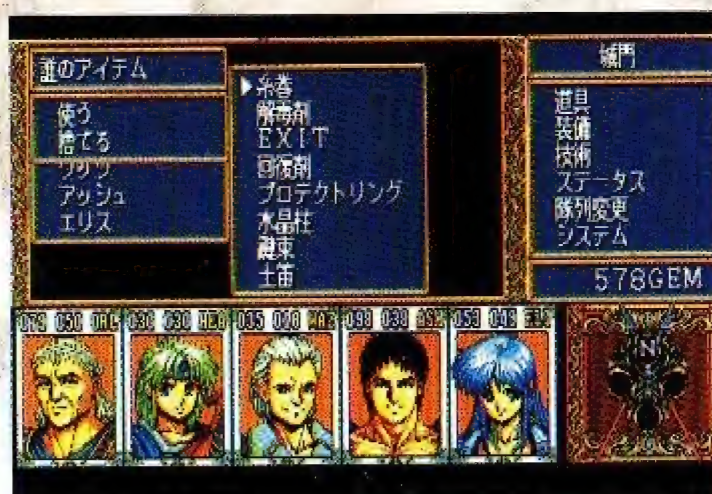 誰のアイテム
使う
捨てる
アッシュ
エリス
糸巻
解毒剤
EXIT
回復剤
プロテクトリング
水晶柱
鍵束
土笛
城門
道具
装備
技術
ステータス
隊列変更
システム
578GEM
N